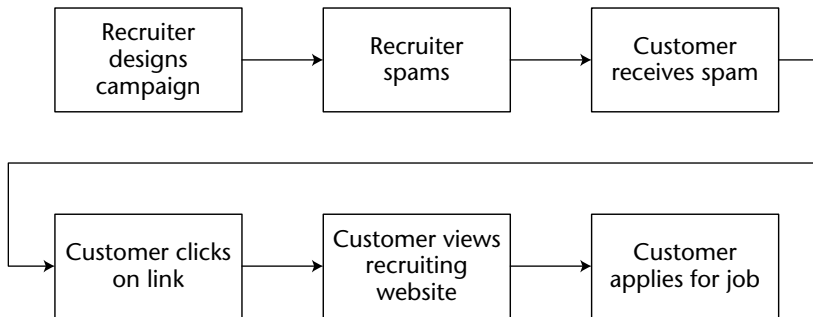 Recruiter
designs
campaign
Recruiter
spams
Customer
receives spam
Customer clicks
on link
Customer views
recruiting
website
Customer
applies for job